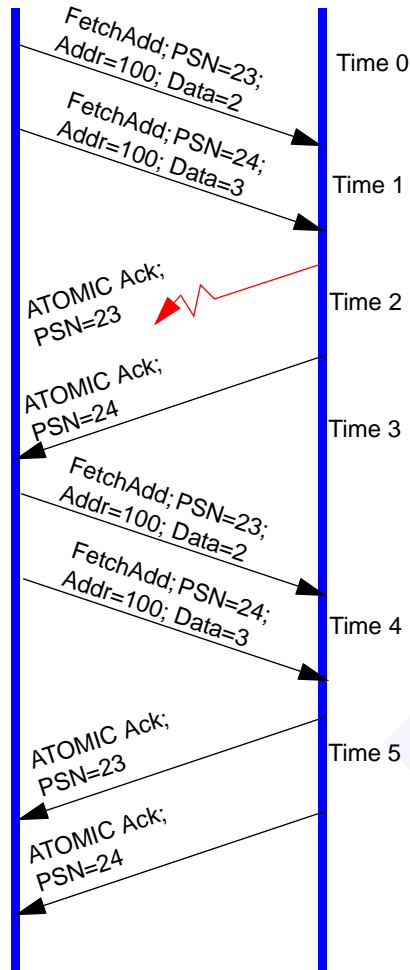 FetchAdd; PSN=23;
Addr=100; Data=2
Time 0
FetchAdd; PSN=24;
Addr=100; Data=3
Time 1
ATOMIC Ack;
PSN=23
Time 2
ATOMIC Ack;
PSN=24
Time 3
FetchAdd; PSN=23;
Addr=100; Data=2
FetchAdd; PSN=24;
Addr=100; Data=3
Time 4
ATOMIC Ack;
PSN=23
Time 5
ATOMIC Ack;
PSN=24